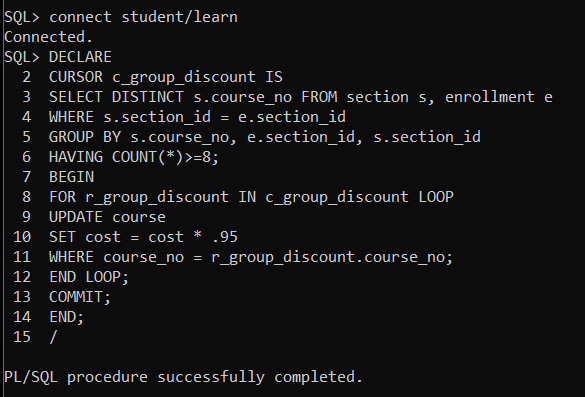 SQL> connect student/learn
Connected.
SQL> DECLARE
2 CURSOR c_group_discount IS
3 SELECT DISTINCT s.course_no FROM section s, enrollment e
4 WHERE s.section_id = e.section_id
5 GROUP BY s.course_no, e.section_id, s.section_id
6 HAVING COUNT(*)>=8;
7 BEGIN
8 FOR r_group_discount IN c_group_discount LOOP
9 UPDATE course
10 SET cost = cost * .95
11 WHERE course_no = r_group_discount.course_no;
12 END LOOP;
13 COMMIT;
14 END;
15 /
PL/SQL procedure successfully completed.